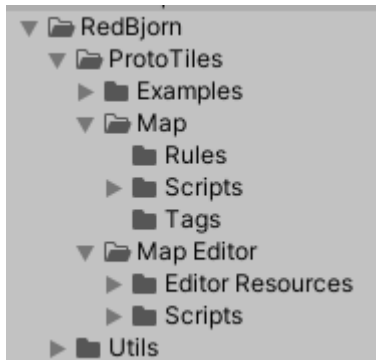 RedBjorn
ProtoTiles
Examples
Map
Rules
Scripts
Tags
Map Editor
Editor Resources
Scripts
Utils